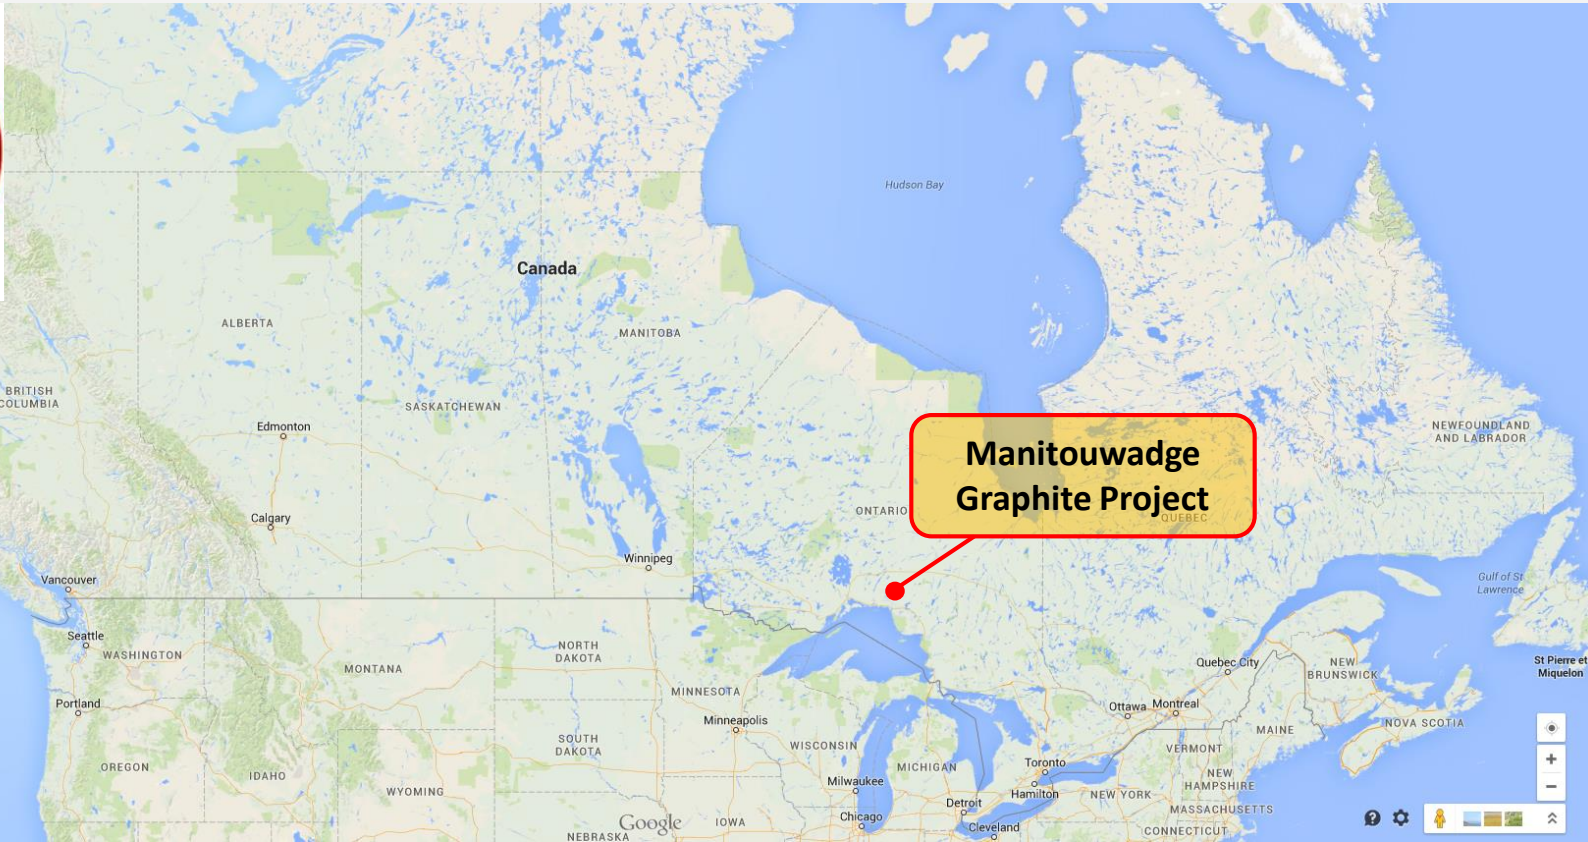 Hudson Bay
Canada
ALBERTA
MANITOBA
BRITISH
COLUMBIA
SASKATCHEWAN
Edmonton
NEWFOUNDLAND
AND LABRADOR
Manitouwadge
Graphite Project
ONTARIO
QUEBEC
Calgary
Winnipeg
Vancouver
Gulf of St
Lawrence
Seattle
WASHINGTON
NORTH
DAKOTA
MONTANA
Quebec City
NEW
BRUNSWICK
St Pierre et
Miquelon
MINNESOTA
Portland
Ottawa
Montreal
Minneapolis
NOVA SCOTIA
MAINE
SOUTH
DAKOTA
WISCONSIN
VERMONT
OREGON
IDAHO
MICHIGAN
Toronto
NEW
HAMPSHIRE
WYOMING
Milwaukee
Hamilton
NEW YORK
Detroit
MASSACHUSETTS
Google
IOWA
Chicago
Cleveland
CONNECTICUT
NEBRASKA